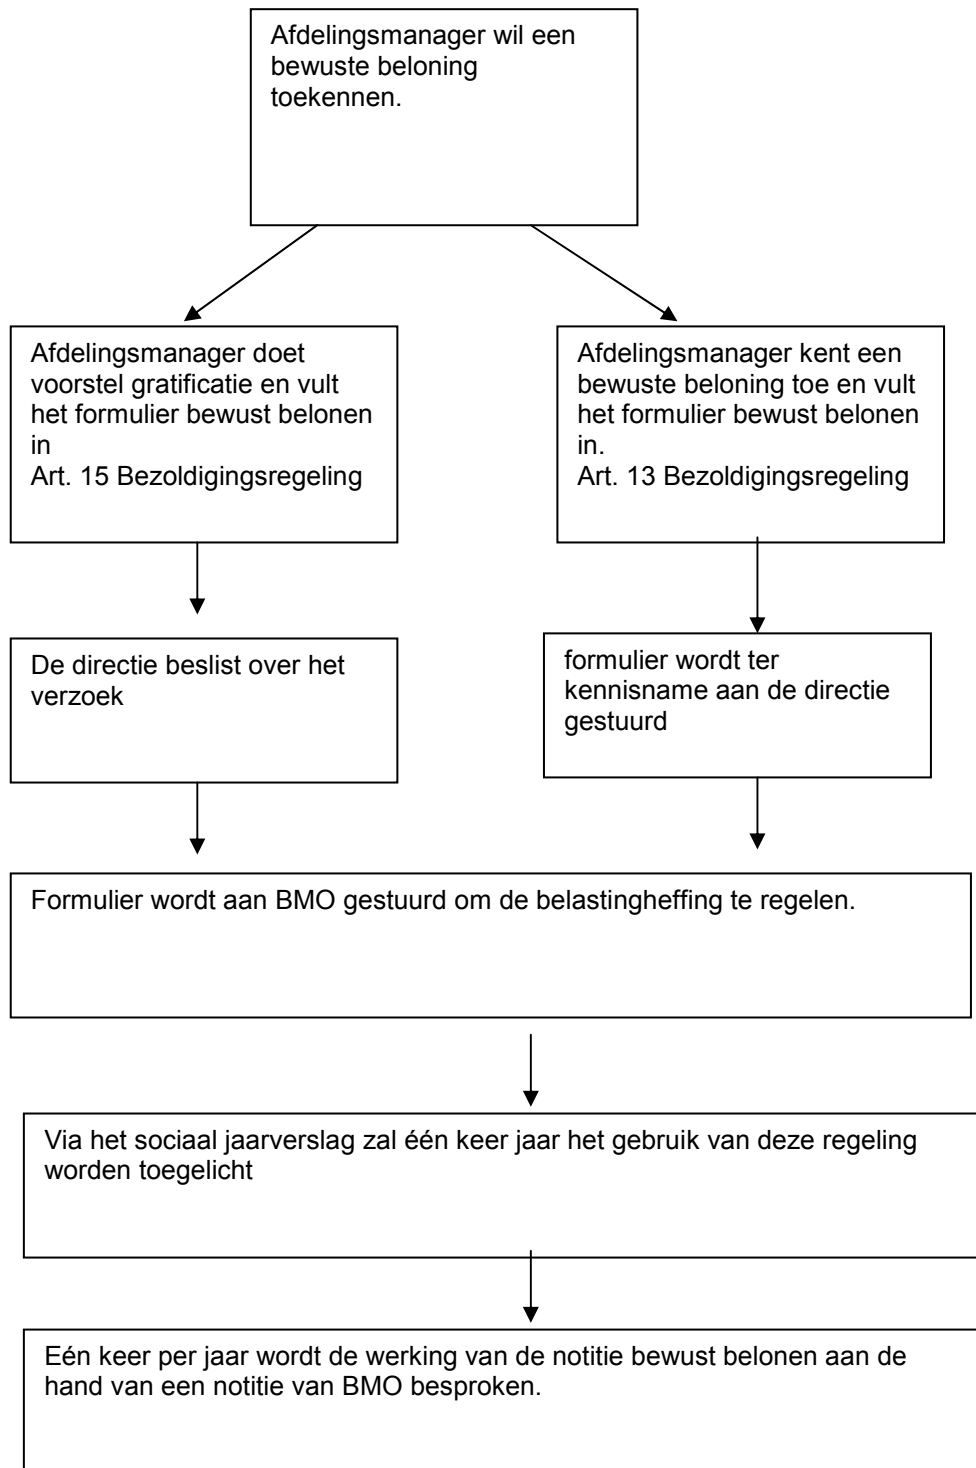 Afdelingsmanager wil een
bewuste beloning
toekennen.
Afdelingsmanager doet
voorstel gratificatie en vult
het formulier bewust belonen
in
Art. 15 Bezoldigingsregeling
Afdelingsmanager kent een
bewuste beloning toe en vult
het formulier bewust belonen
in.
Art. 13 Bezoldigingsregeling
De directie beslist over het
verzoek
formulier wordt ter
kennisname aan de directie
gestuurd
Formulier wordt aan BMO gestuurd om de belastingheffing te regelen.
Via het sociaal jaarverslag zal één keer jaar het gebruik van deze regeling
worden toegelicht
Eén keer per jaar wordt de werking van de notitie bewust belonen aan de
hand van een notitie van BMO besproken.